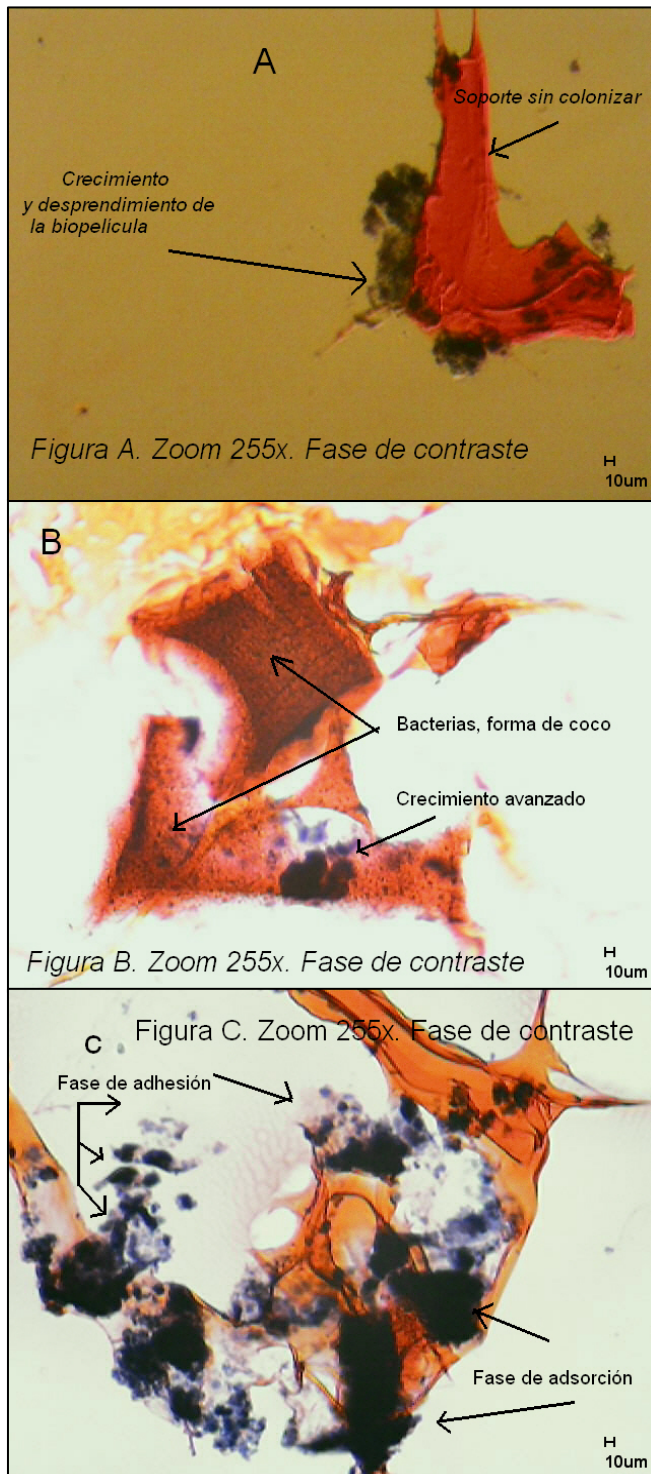 A
Soporte sin colonizar
Crecimiento
y desprendimiento de
la biopelicula
Figura A. Zoom 255x. Fase de contraste
10um
B
Bacterias, forma de coco
Crecimiento avanzado
Figura B. Zoom 255x. Fase de contraste
10um
Figura C. Zoom 255x. Fase de contraste
c
Fase de adhesión
Fase de adsorción
10um